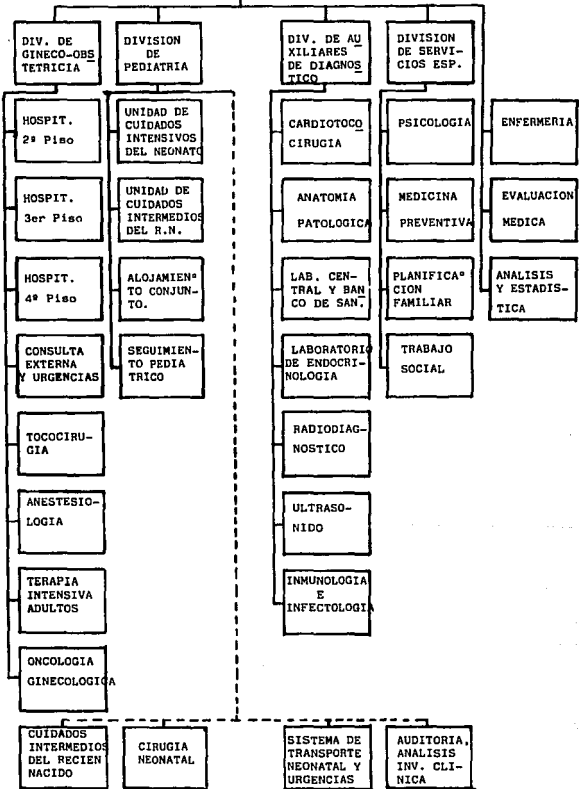 DIV. DE
GINECO-OBS
TETRICIA
DIVISION
DE
PEDIATRIA
DIV. DE AU
XILIARES
DE DIAGNOS
TICO
DIVISION
DE SERVI-
CIOS ESP.
HOSPIT.
2º Piso
HOSPIT.
3er Piso
HOSPIT.
4º Piso
CONSULTA
EXTERNA
Y URGENCIAS
TOCOCIRU-
GIA
ANESTESIO-
LOGIA
TERAPIA
INTENSIVA
ADULTOS
ONCOLOGIA
GINECOLOGICA
UNIDAD DE
CUIDADOS
INTENSIVOS
DEL NEONATO
UNIDAD DE
CUIDADOS
INTERMEDIOS
DEL R.N.
ALOJAMIENº
TO CONJUN-
TO.
SEGUIMIEN-
TO PEDIA
TRICO
CARDIOTOCO
CIRUGIA
ANATOMIA
PATOLOGICA
LAB. CEN-
TRAL Y BAN
CO DE SAN.
LABORATORIO
DE ENDOCRI-
NOLOGIA
RADIODIAG-
NOSTICO
ULTRASO-
NIDO
INMUNOLOGIA
E
INFECTOLOGIA
PSICOLOGIA
MEDICINA
PREVENTIVA
PLANIFICAº
CION
FAMILIAR
TRABAJO
SOCIAL
ENFERMERIA
EVALUACION
MEDICA
ANALISIS
Y ESTADIS-
TICA
CUIDADOS
INTERMEDIOS
DEL RECIEN
NACIDO
CIRUGIA
NEONATAL
SISTEMA DE
TRANSPORTE
NEONATAL Y
URGENCIAS
AUDITORIA,
ANALISIS
INV. CLI-
NICA